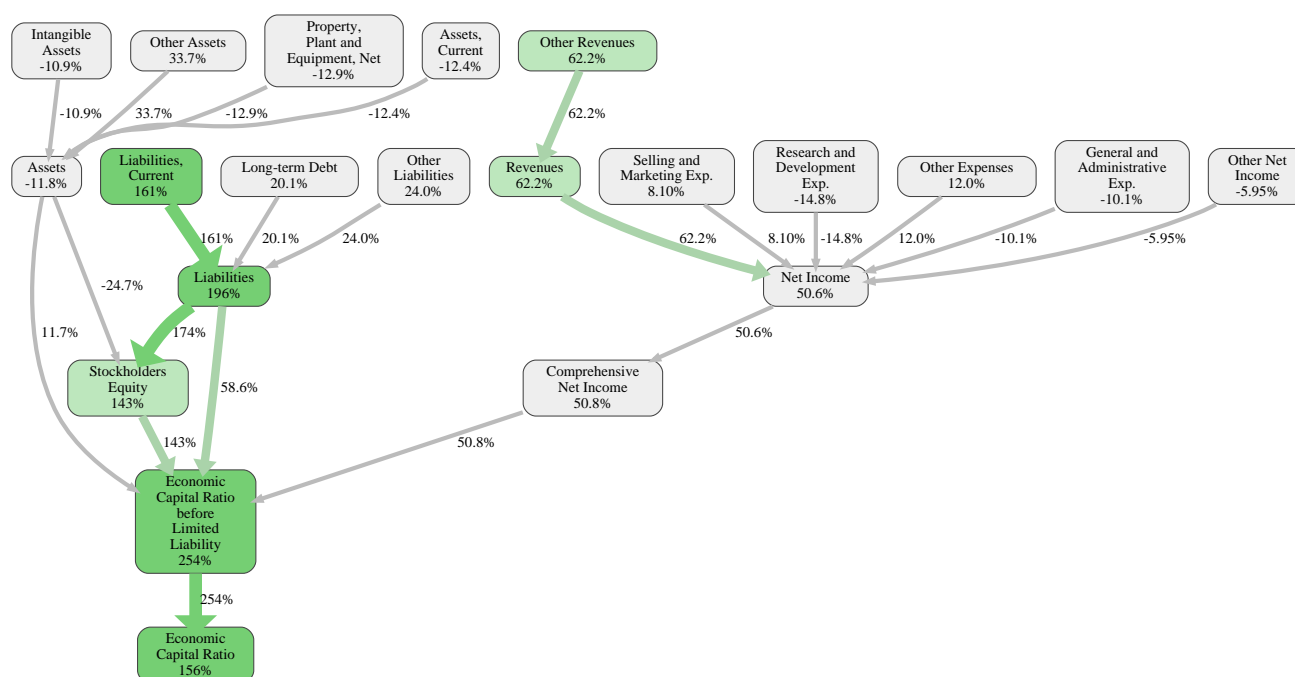 Intangible
Assets
-10.9%
Other Assets
33.7%
Property,
Plant and
Equipment, Net
-12.9%
Assets,
Current
-12.4%
Other Revenues
62.2%
-10.9%
33.7%
-12.9%
-12.4%
62.2%
Assets
-11.8%
Liabilities,
Current
161%
Long-term Debt
20.1%
Other
Liabilities
24.0%
Revenues
62.2%
Selling and
Marketing Exp.
8.10%
Research and
Development
Exp.
-14.8%
Other Expenses
12.0%
General and
Administrative
Exp.
-10.1%
Other Net
Income
-5.95%
161%
20.1%
24.0%
62.2%
8.10%
-14.8%
12.0%
-10.1%
-5.95%
Liabilities
196%
Net Income
50.6%
-24.7%
11.7%
174%
50.6%
Stockholders
Equity
143%
58.6%
Comprehensive
Net Income
50.8%
143%
50.8%
Economic
Capital Ratio
before
Limited
Liability
254%
254%
Economic
Capital Ratio
156%